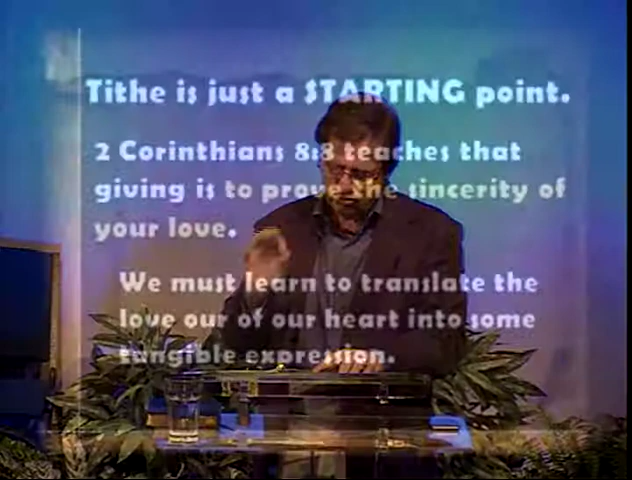 Tithe is just a STARTING point.
2 Corinthians 8:8 teaches that
giving is to prove the sincerity of
your love.
We must learn to translate the
love our of our heart into some
tangible expression.